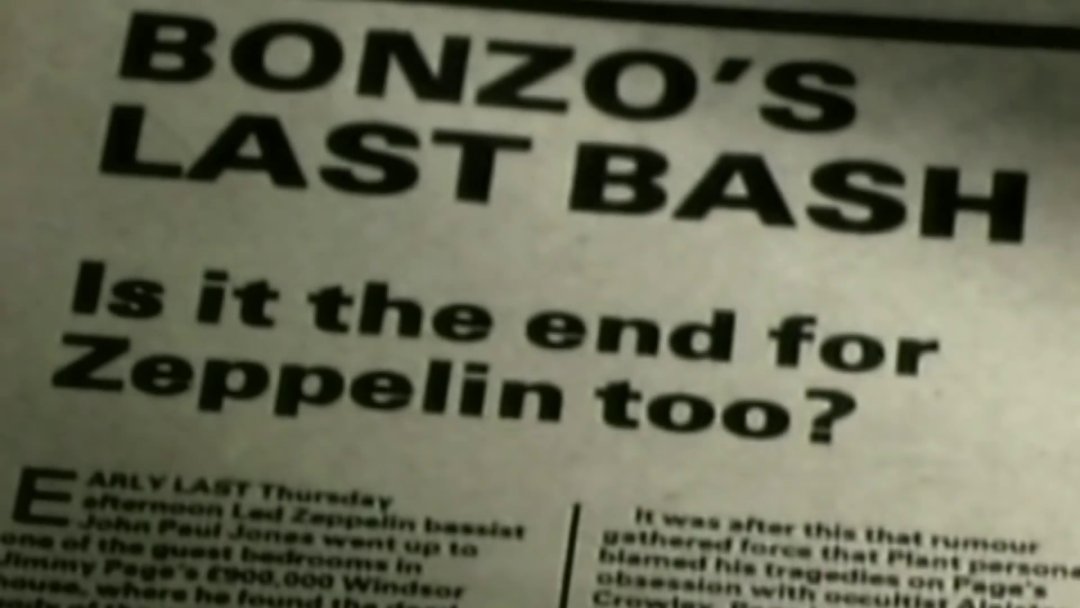 BONZO'S
LAST BASH
Is it the end for
Zeppelin too?
EARLY LAST Thursday
afternoon Led Zeppelin bassist
John Paul Jones went up to
one of the guest bedrooms in
Jimmy Page's £900,000 Windsor
house, where he found the dead
It was after this that rumour
gathered force that Plant
blamed his tragedies on Page's
obsession with occultist
Crowley.